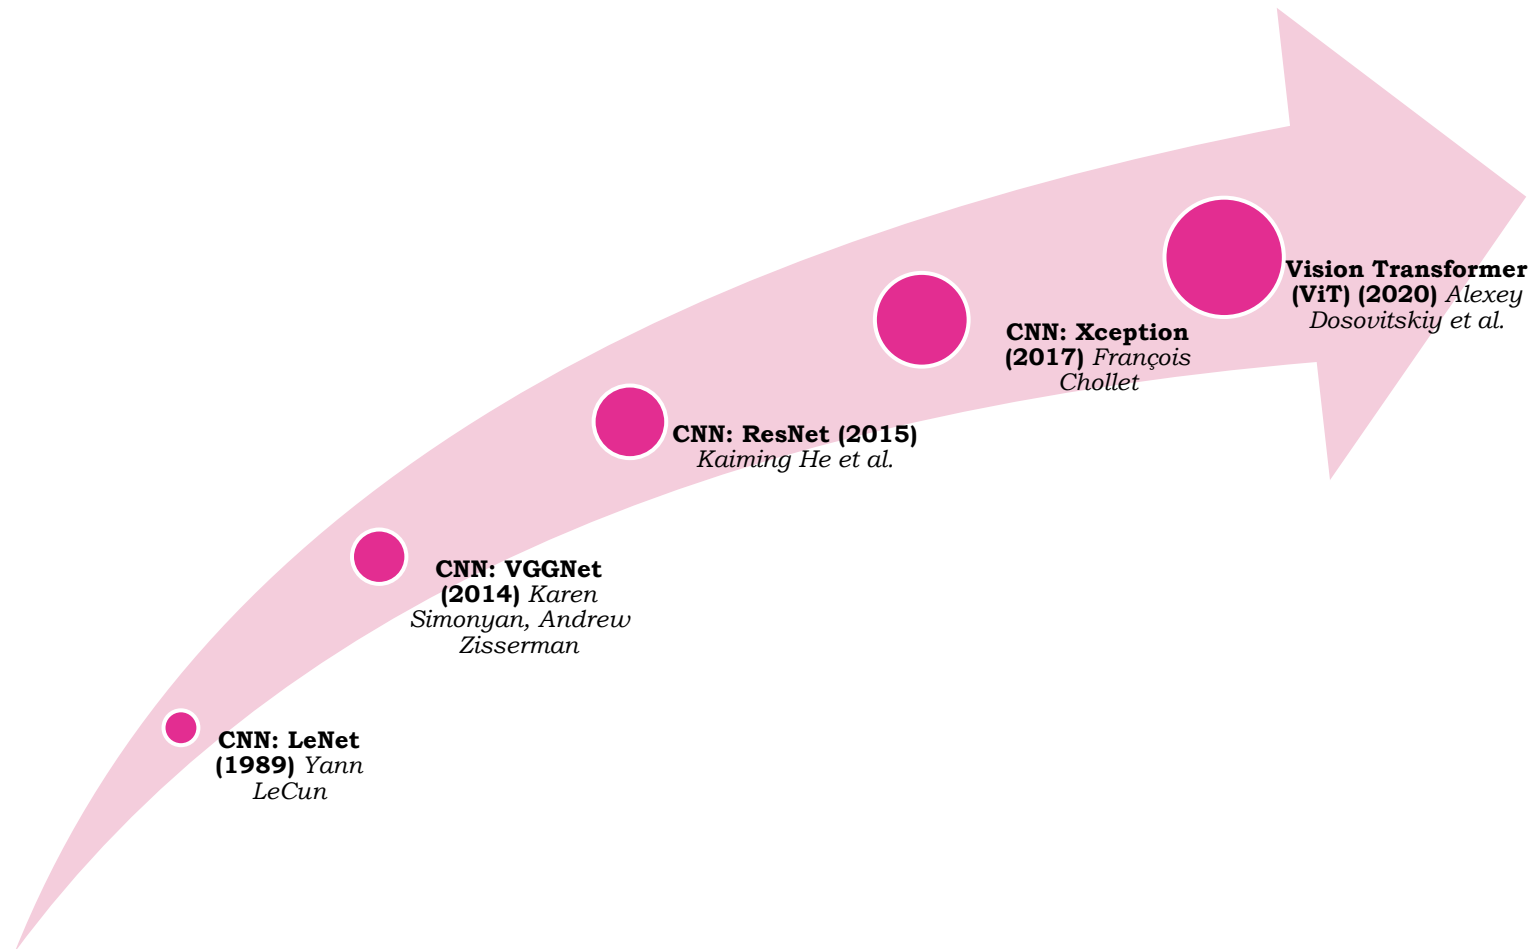 Vision Transformer
(ViT) (2020) Alexey
Dosovitskiy et al.
CNN: Xception
(2017) François
Chollet
CNN: ResNet (2015)
Kaiming He et al.
CNN: VGGNet
(2014) Karen
Simonyan, Andrew
Zisserman
CNN: LeNet
(1989) Yann
LeCun